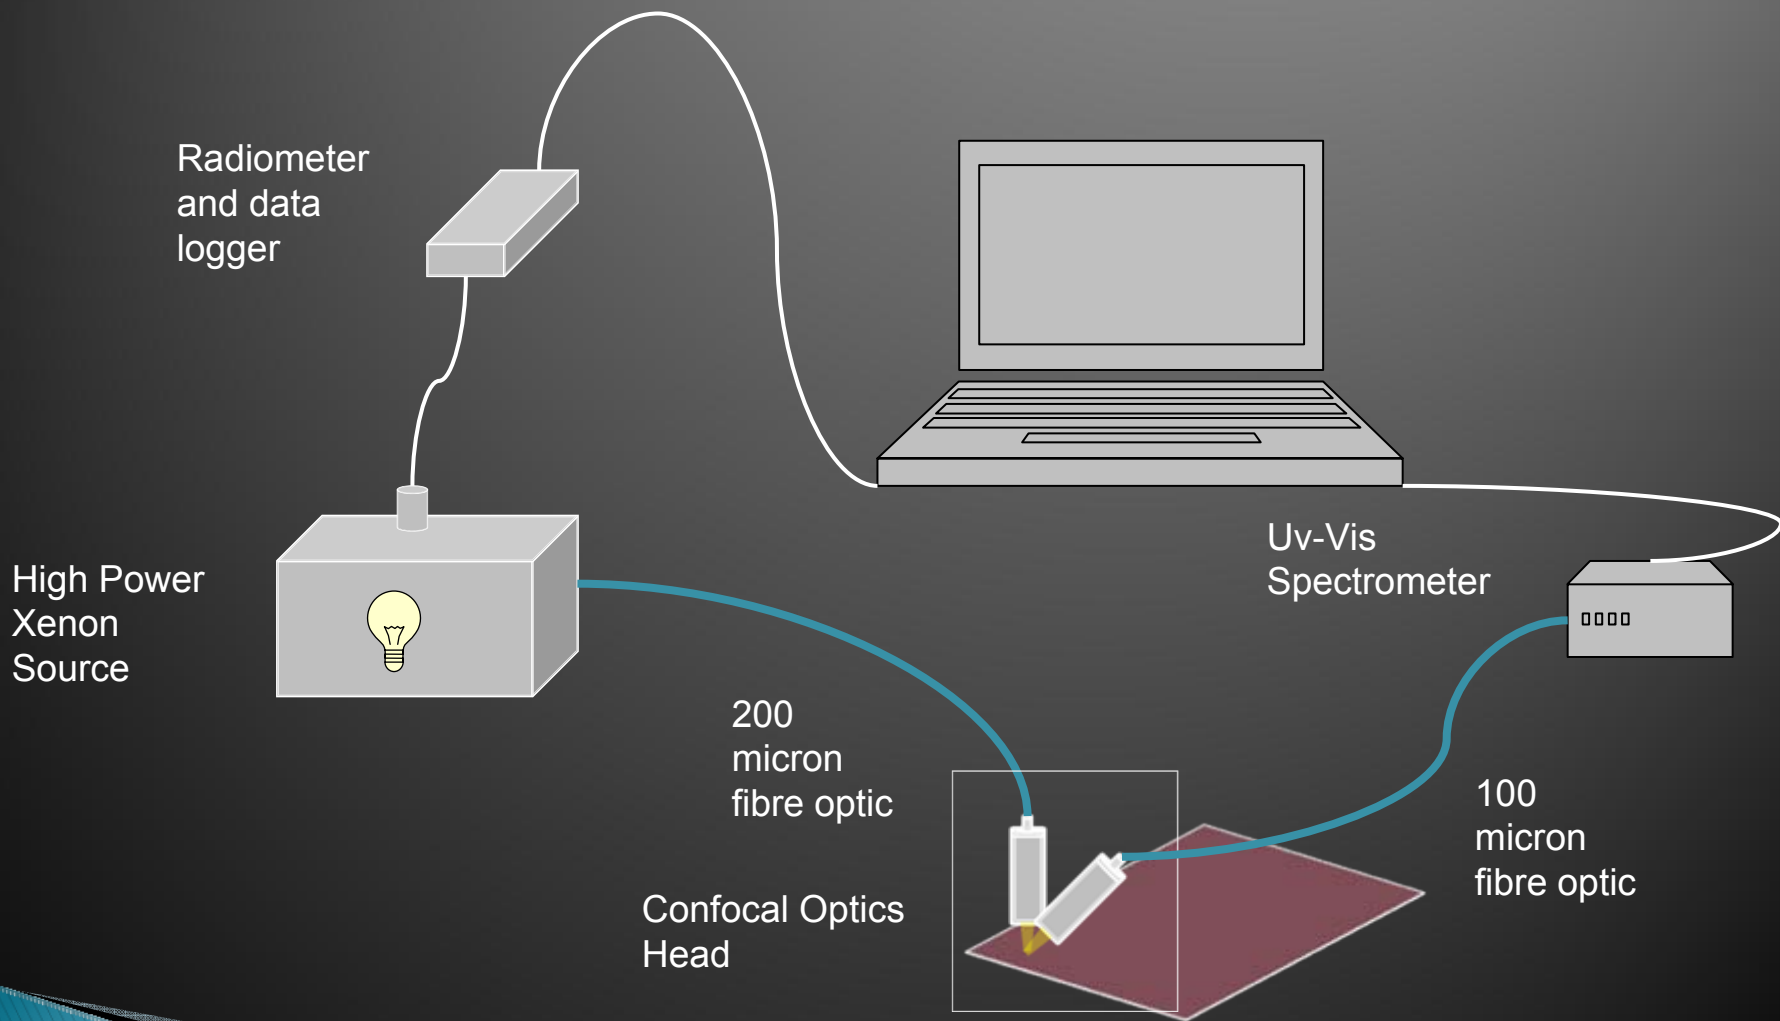 Radiometer
and data
logger
High Power
Xenon
Source
Uv-Vis
Spectrometer
200
micron
fibre optic
100
micron
fibre optic
Confocal Optics
Head